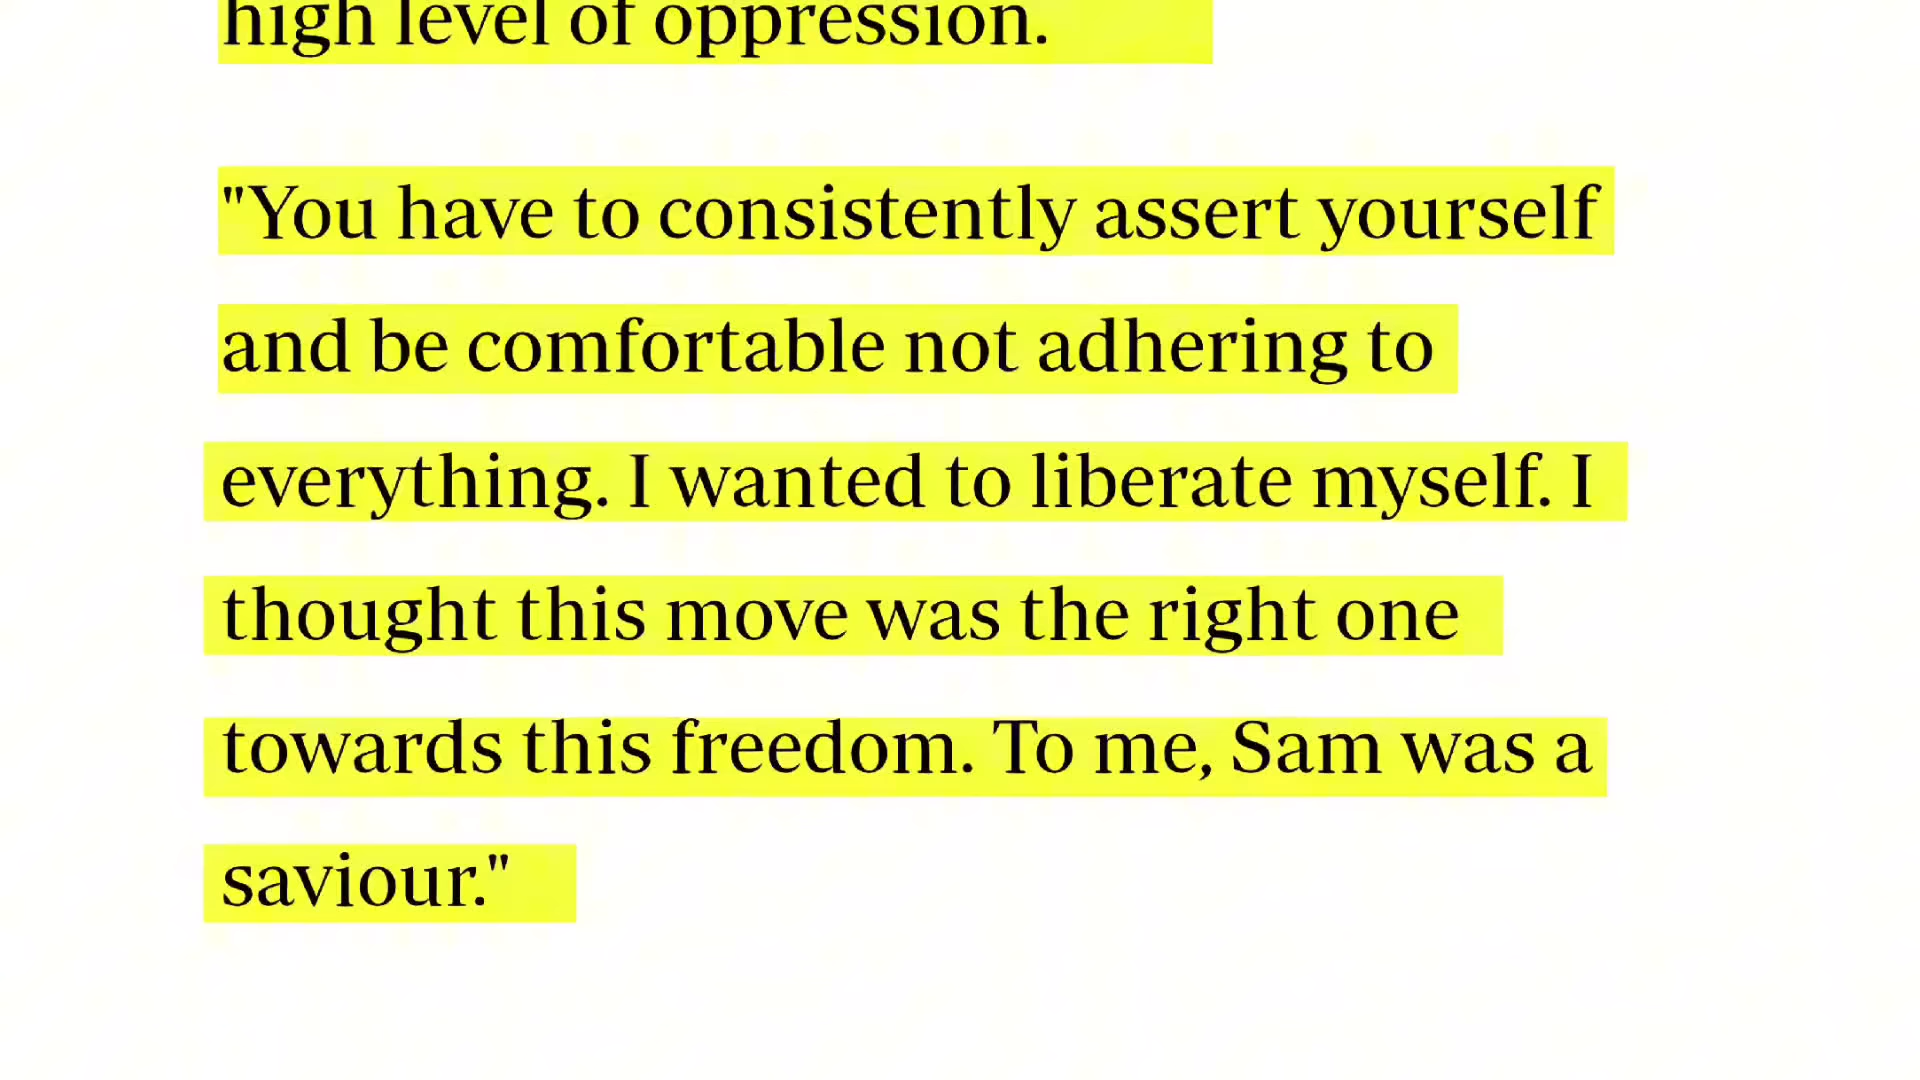 high level of oppression.
"You have to consistently assert yourself
and be comfortable not adhering to
everything. I wanted to liberate myself. I
thought this move was the right one
towards this freedom. To me, Sam was a
saviour."